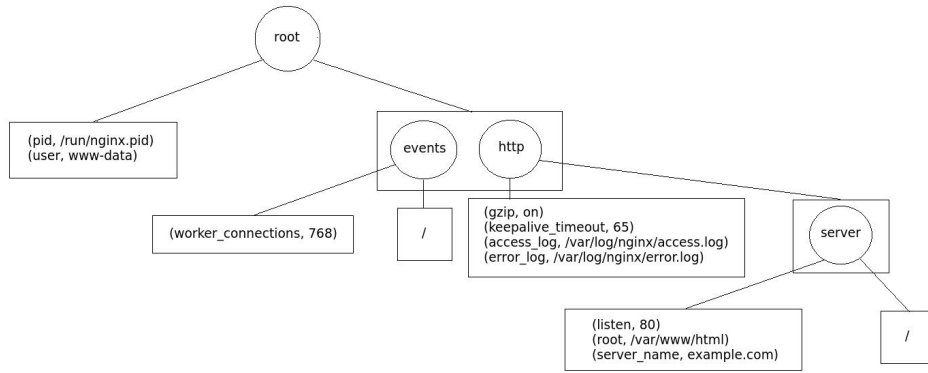 root
(pid, /run/nginx.pid)
(user, www-data)
events
http
(worker_connections, 768)
/
(gzip, on)
(keepalive_timeout, 65)
(access_log, /var/log/nginx/access.log)
(error_log, /var/log/nginx/error.log)
server
(listen, 80)
(root, /var/www/html)
(server_name, example.com)
/